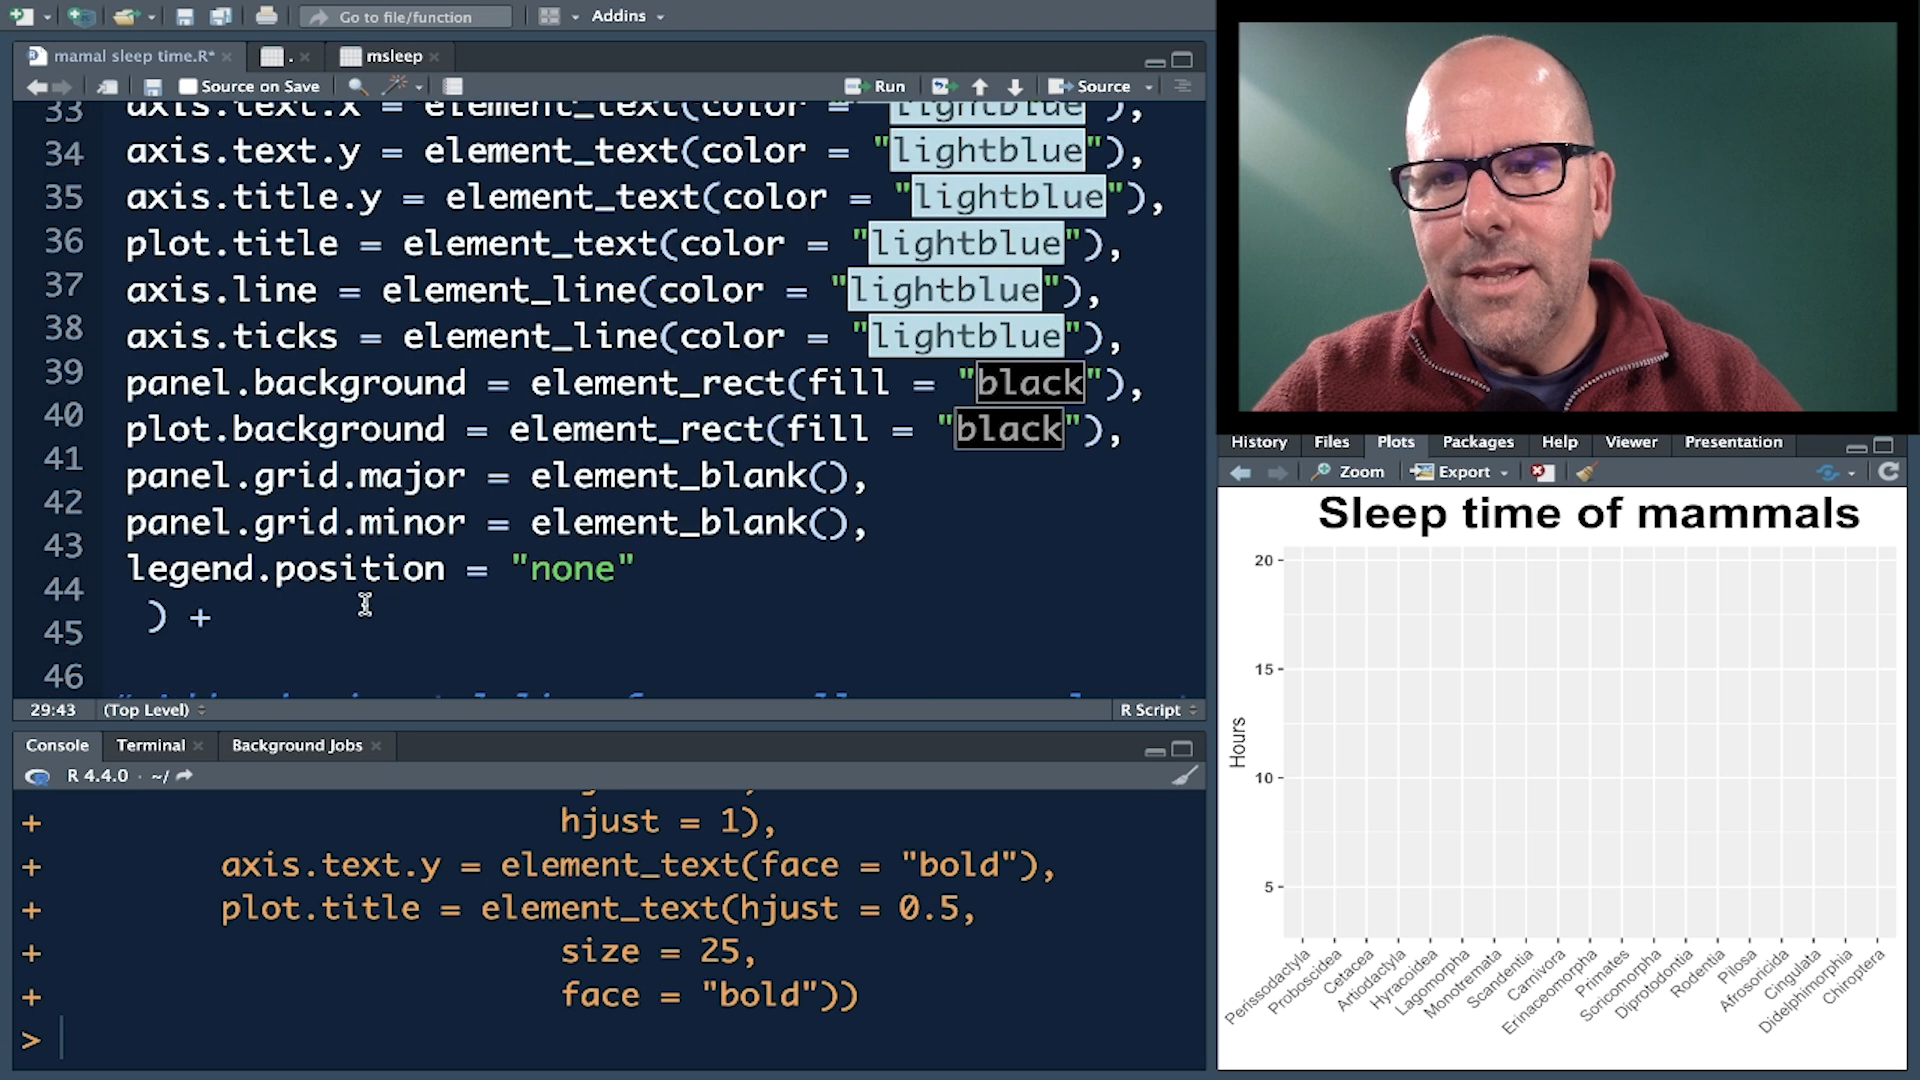 Go to file/function
Addins
mamal sleep time.R*
.
msleep
Source on Save
Run
Source
33 axis.text.x = element_text(color = "lightblue"),
34 axis.text.y = element_text(color = "lightblue"),
35 axis.title.y = element_text(color = "lightblue"),
36 plot.title = element_text(color = "lightblue"),
37 axis.line = element_line(color = "lightblue"),
38 axis.ticks = element_line(color = "lightblue"),
39 panel.background = element_rect(fill = "black"),
40 plot.background = element_rect(fill = "black"),
41 panel.grid.major = element_blank(),
42 panel.grid.minor = element_blank(),
43 legend.position = "none"
44 ) +
45
46
29:43 (Top Level) R Script
Console Terminal Background Jobs
R 4.4.0 · ~/
+ hjust = 1),
+ axis.text.y = element_text(face = "bold"),
+ plot.title = element_text(hjust = 0.5,
+ size = 25,
+ face = "bold"))
>
History Files Plots Packages Help Viewer Presentation
Zoom Export
Sleep time of mammals
20
15
10
5
Hours
Perissodactyla
Proboscidea
Cetacea
Artiodactyla
Hyracoidea
Lagomorpha
Monotremata
Scandentia
Carnivora
Erinaceomorpha
Primates
Soricomorpha
Diprotodontia
Rodentia
Pilosa
Afrosoricida
Cingulata
Didelphimorphia
Chiroptera